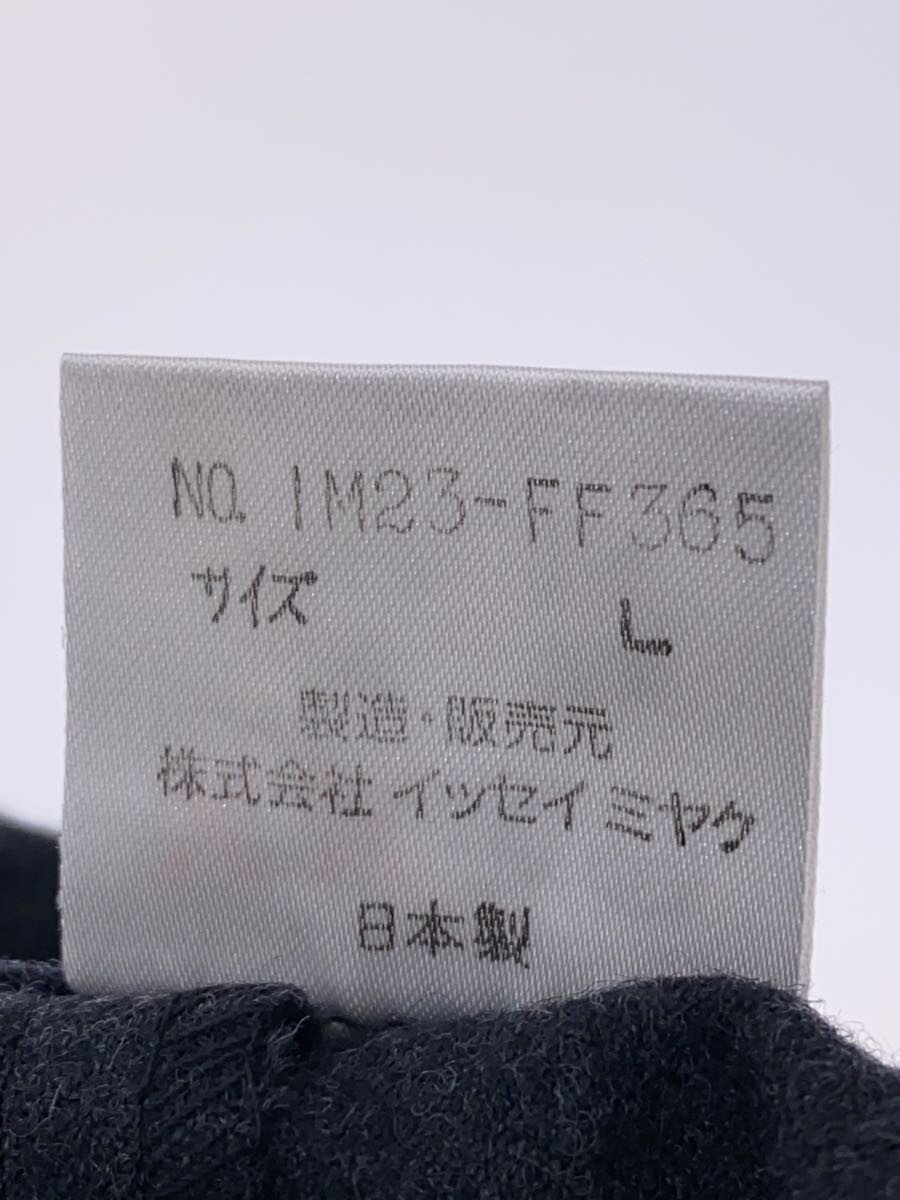 NO. IM23-FF365
サイズ L
製造・販売元
株式会社 イッセイ ミヤケ
日本製